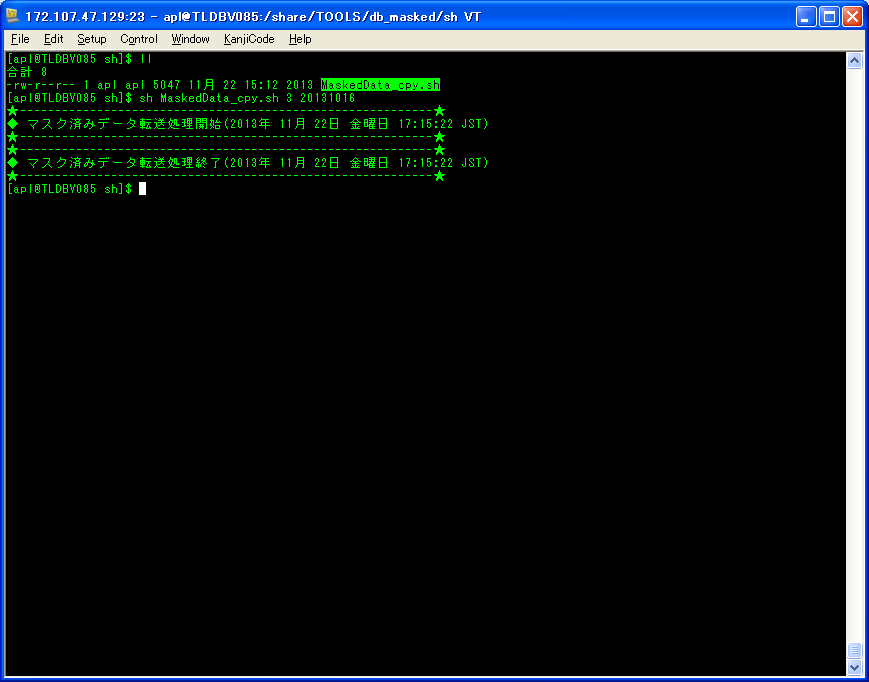 172.107.47.129:23 - apl@TLDBV085:/share/TOOLS/db_masked/sh VT
File Edit Setup Control Window KanjiCode Help
[apl@TLDBV085 sh]$ ll
合計 8
-rw-r--r-- 1 apl apl 5047 11月 22 15:12 2013 MaskedData_cpy.sh
[apl@TLDBV085 sh]$ sh MaskedData_cpy.sh 3 20131016
★------------------------------------------------------------★
◆ マスク済みデータ転送処理開始(2013年 11月 22日 金曜日 17:15:22 JST)
★------------------------------------------------------------★
★------------------------------------------------------------★
◆ マスク済みデータ転送処理終了(2013年 11月 22日 金曜日 17:15:22 JST)
★------------------------------------------------------------★
[apl@TLDBV085 sh]$